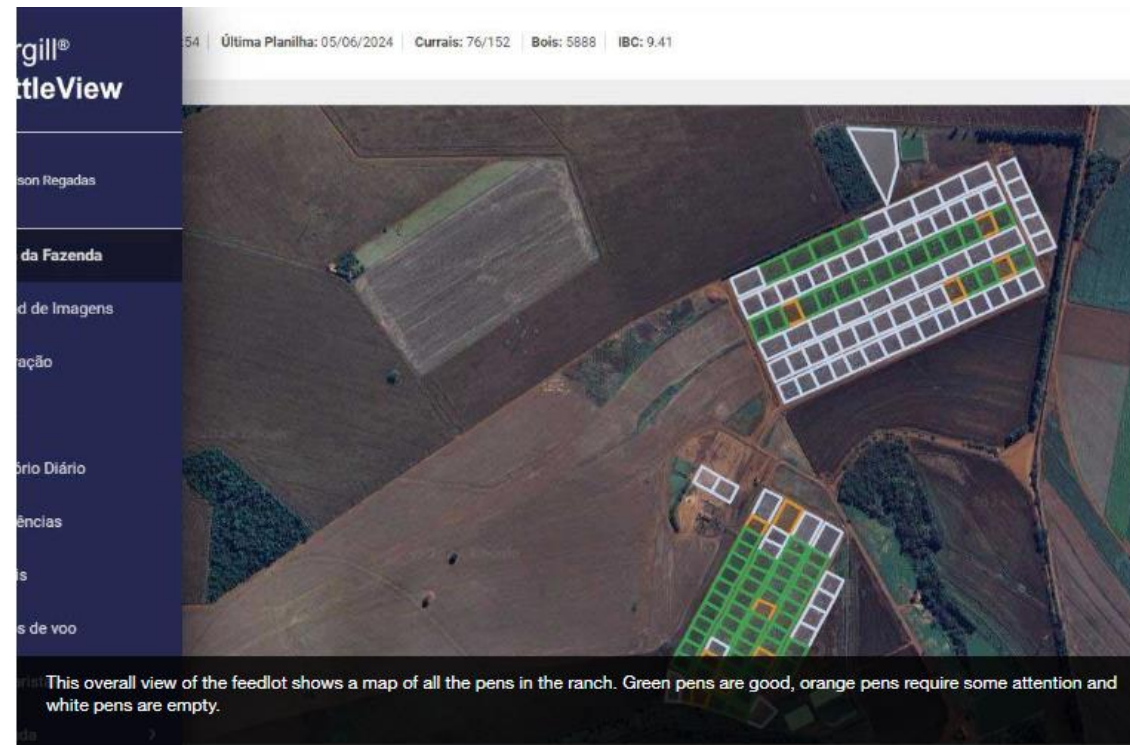 rgill®
ttleView
:54 Última Planilha: 05/06/2024 Currais: 76/152 Bois: 5888 IBC: 9.41
son Regadas
da Fazenda
d de Imagens
ração
ório Diário
ências
is
s de voo
This overall view of the feedlot shows a map of all the pens in the ranch. Green pens are good, orange pens require some attention and
white pens are empty.